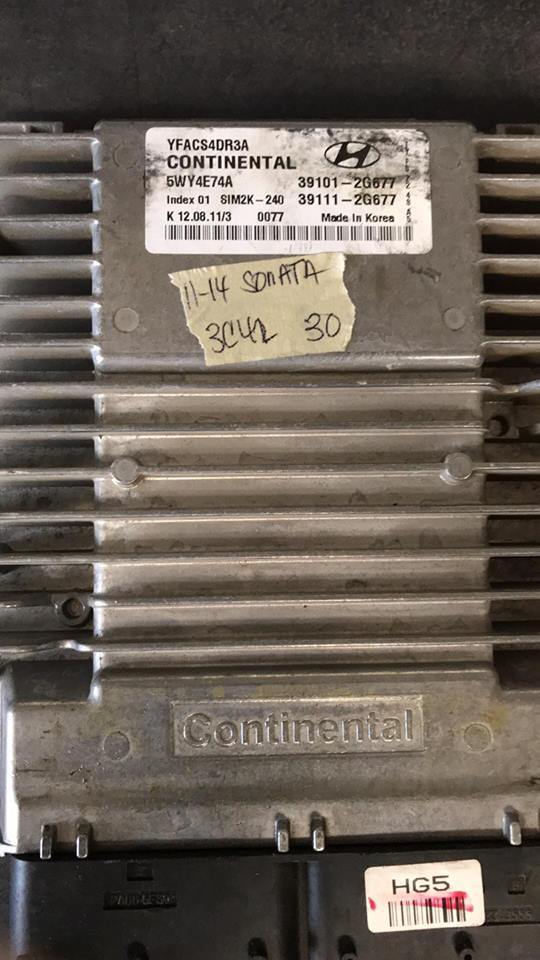 YFACS4DR3A
CONTINENTAL
5WY4E74A 39101-2G677
Index 01 SIM2K-240 39111-2G677
K 12.08.11/3 0077 Made in Korea
11-14 SONATA
30
Continental
HG5